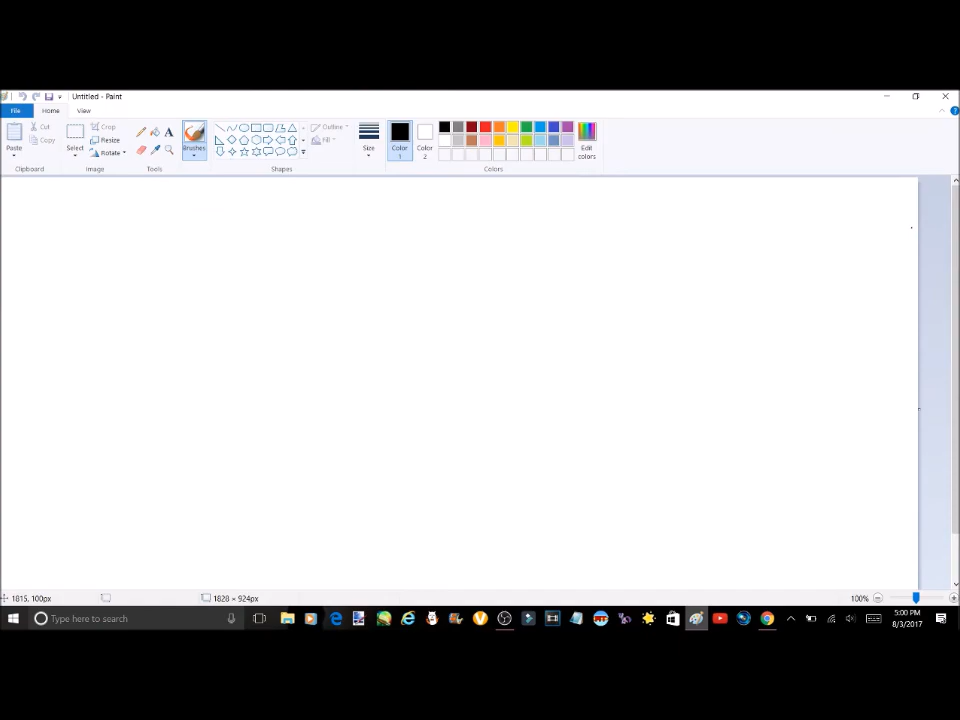 Untitled - Paint
File Home View
Cut
Copy
Paste
Clipboard
Select
Crop
Resize
Rotate
Image
Tools
Brushes
Outline
Fill
Shapes
Size
Color 1
Color 2
Edit colors
Colors
1815, 100px
1828 × 924px
100%
Type here to search
5:00 PM
8/3/2017